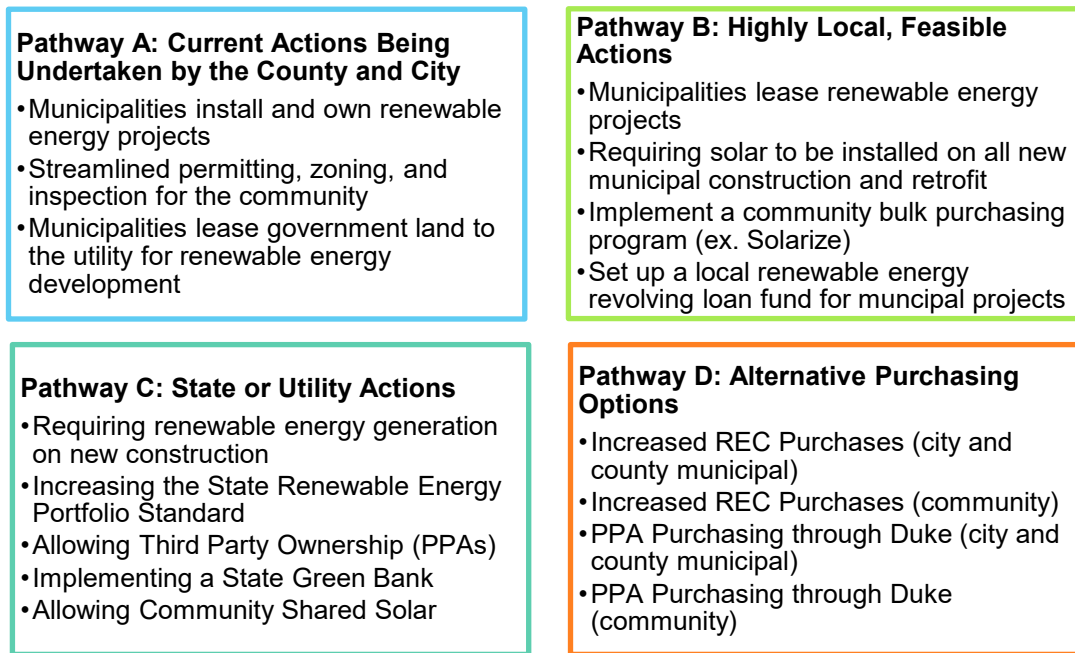 Pathway A: Current Actions Being
Undertaken by the County and City
•Municipalities install and own renewable
energy projects
•Streamlined permitting, zoning, and
inspection for the community
•Municipalities lease government land to
the utility for renewable energy
development
Pathway B: Highly Local, Feasible
Actions
•Municipalities lease renewable energy
projects
•Requiring solar to be installed on all new
municipal construction and retrofit
•Implement a community bulk purchasing
program (ex. Solarize)
•Set up a local renewable energy
revolving loan fund for muncipal projects
Pathway C: State or Utility Actions
•Requiring renewable energy generation
on new construction
•Increasing the State Renewable Energy
Portfolio Standard
•Allowing Third Party Ownership (PPAs)
•Implementing a State Green Bank
•Allowing Community Shared Solar
Pathway D: Alternative Purchasing
Options
•Increased REC Purchases (city and
county municipal)
•Increased REC Purchases (community)
•PPA Purchasing through Duke (city and
county municipal)
•PPA Purchasing through Duke
(community)